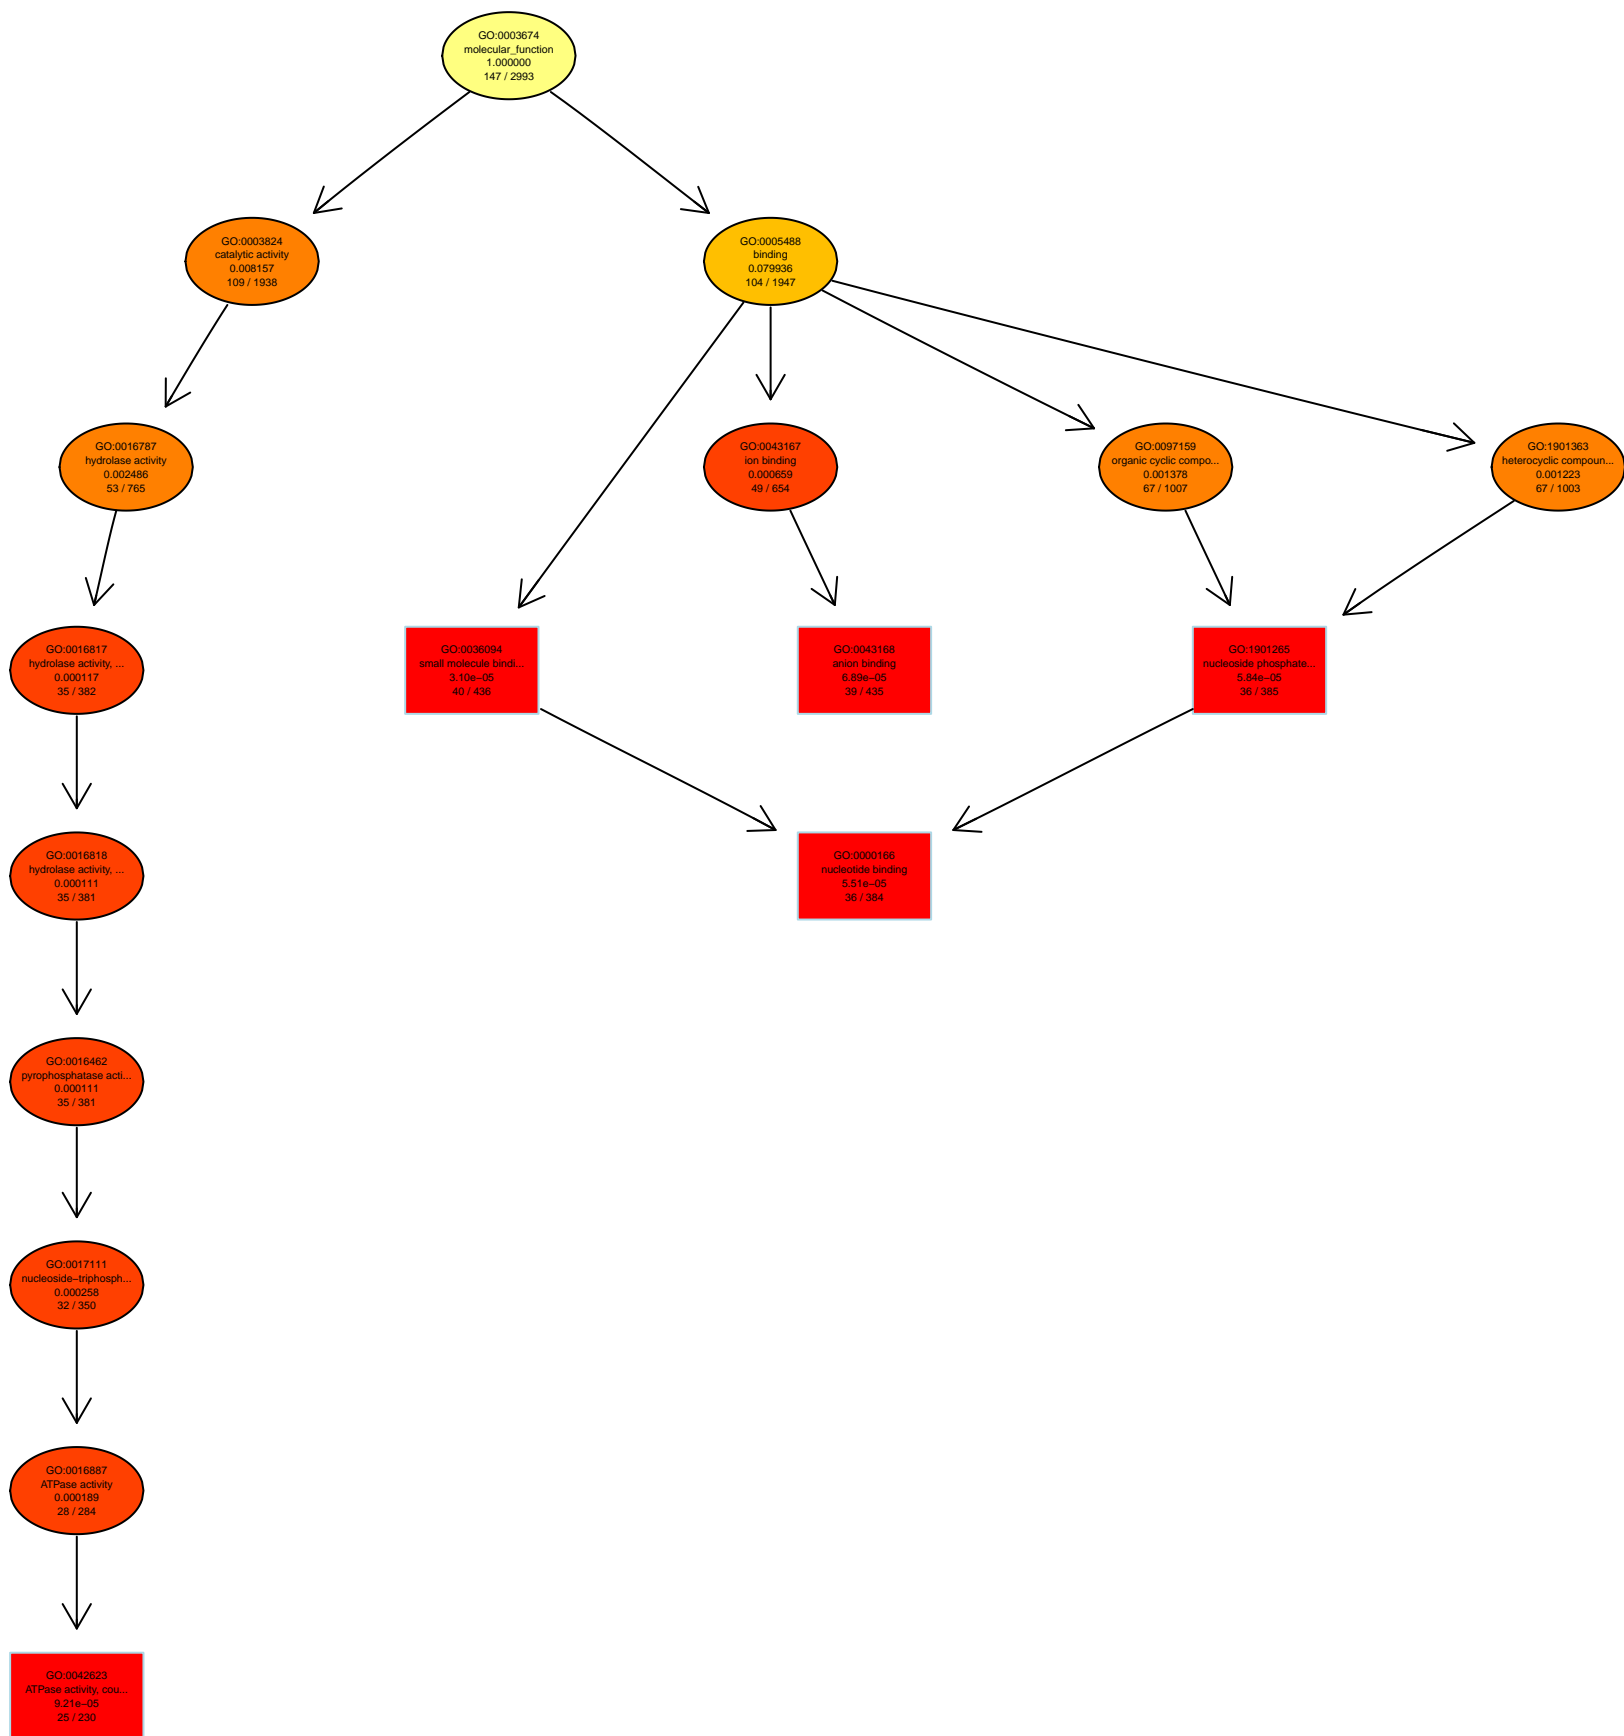 GO:0003674
molecular_function
1.000000
147 / 2993
GO:0003824
catalytic activity
0.008157
109 / 1938
GO:0005488
binding
0.079936
104 / 1947
GO:0016787
hydrolase activity
0.002486
53 / 765
GO:0043167
ion binding
0.000659
49 / 654
GO:0097159
organic cyclic compo...
0.001378
67 / 1007
GO:1901363
heterocyclic compoun...
0.001223
67 / 1003
GO:0016817
hydrolase activity, ...
0.000117
35 / 382
GO:0036094
small molecule bindi...
3.10e−05
40 / 436
GO:0043168
anion binding
6.89e−05
39 / 435
GO:1901265
nucleoside phosphate...
5.84e−05
36 / 385
GO:0016818
hydrolase activity, ...
0.000111
35 / 381
GO:0000166
nucleotide binding
5.51e−05
36 / 384
GO:0016462
pyrophosphatase acti...
0.000111
35 / 381
GO:0017111
nucleoside−triphosph...
0.000258
32 / 350
GO:0016887
ATPase activity
0.000189
28 / 284
GO:0042623
ATPase activity, cou...
9.21e−05
25 / 230